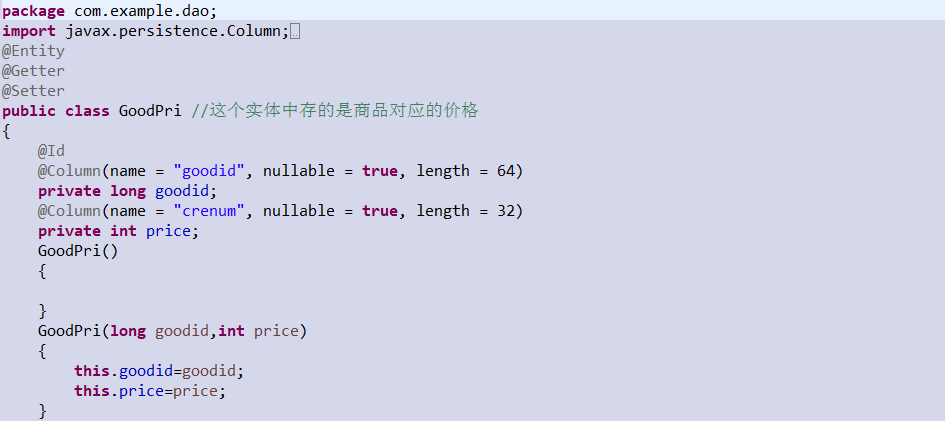 package com.example.dao;
import javax.persistence.Column;
@Entity
@Getter
@Setter
public class GoodPri //这个实体中存的是商品对应的价格
{
    @Id
    @Column(name = "goodid", nullable = true, length = 64)
    private long goodid;
    @Column(name = "crenum", nullable = true, length = 32)
    private int price;
    GoodPri()
    {

    }
    GoodPri(long goodid,int price)
    {
        this.goodid=goodid;
        this.price=price;
    }